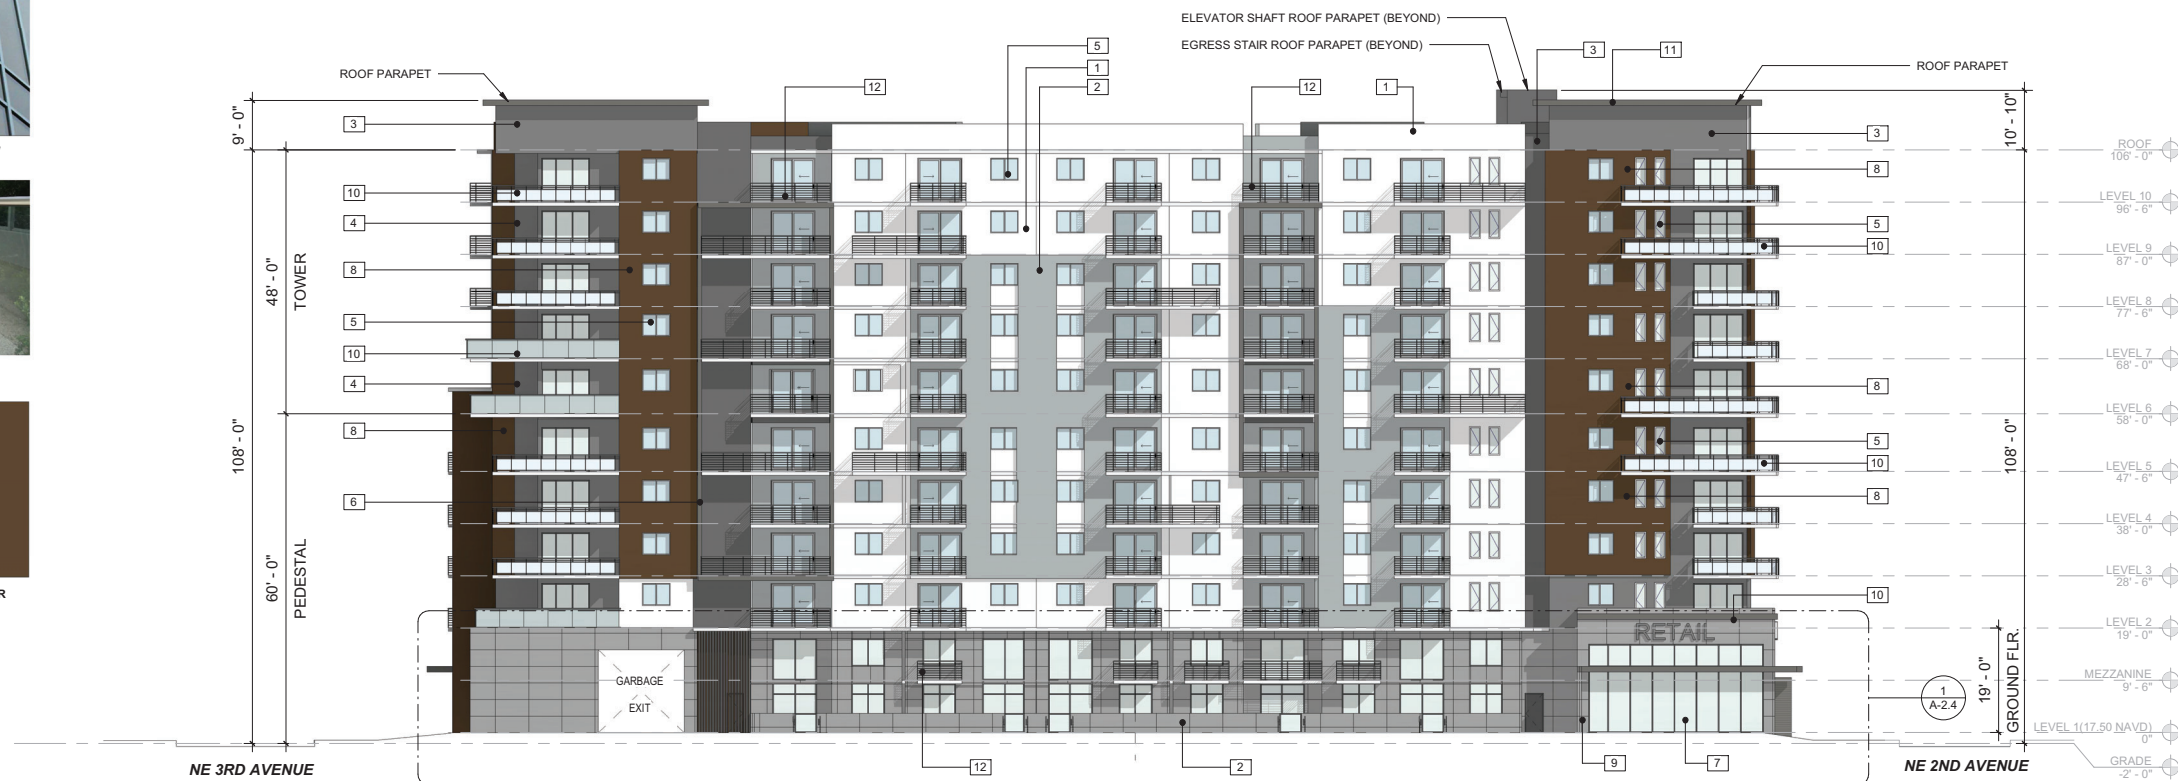 ELEVATOR SHAFT ROOF PARAPET (BEYOND)
EGRESS STAIR ROOF PARAPET (BEYOND)
ROOF PARAPET
ROOF PARAPET
5
1
2
12
12
1
3
11
9' - 0"
48' - 0"
TOWER
108' - 0"
60' - 0"
PEDESTAL
3
10
4
8
5
10
4
8
6
3
8
5
10
8
5
10
8
10
10' - 10"
108' - 0"
19' - 0"
GROUND FLR.
ROOF
106' - 0"
LEVEL 10
96' - 6"
LEVEL 9
87' - 0"
LEVEL 8
77' - 6"
LEVEL 7
68' - 0"
LEVEL 6
58' - 0"
LEVEL 5
47' - 6"
LEVEL 4
38' - 0"
LEVEL 3
28' - 6"
LEVEL 2
19' - 0"
MEZZANINE
9' - 6"
LEVEL 1(17.50 NAVD)
0"
GRADE
-2' - 0"
RETAIL
GARBAGE
EXIT
1
A-2.4
12
2
9
7
NE 3RD AVENUE
NE 2ND AVENUE
R